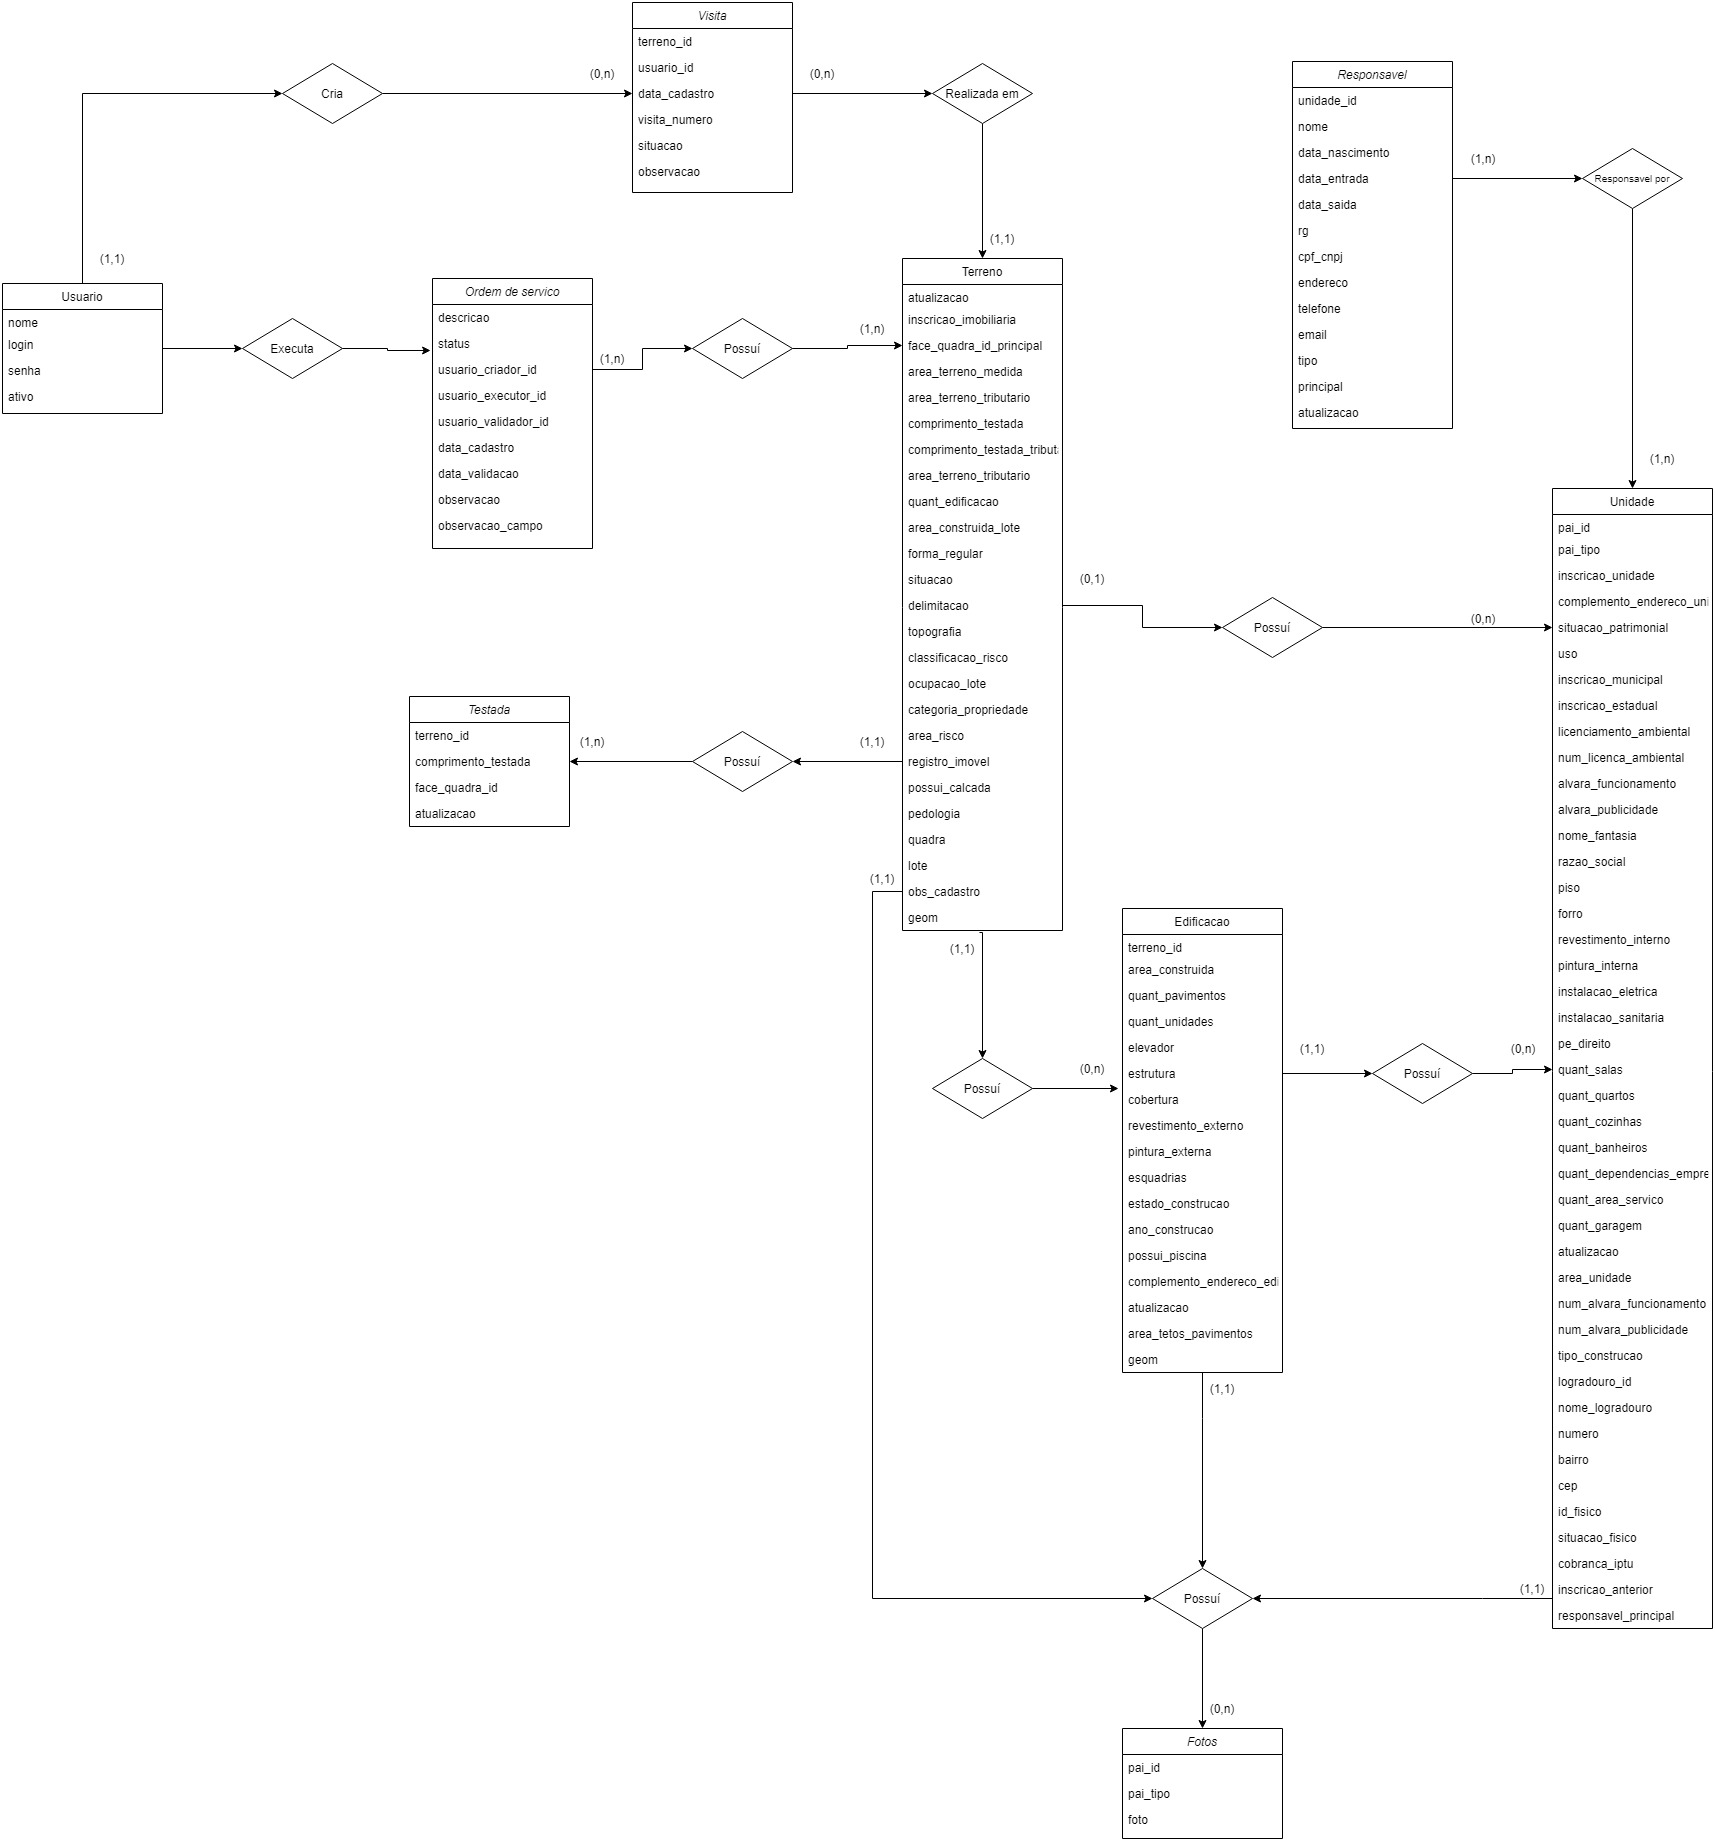 Visita
terreno_id
usuario_id
data_cadastro
visita_numero
situacao
observacao
Cria
(0,n)
(0,n)
Realizada em
(1,1)
(1,1)
Responsavel
unidade_id
nome
data_nascimento
data_entrada
data_saida
rg
cpf_cnpj
endereco
telefone
email
tipo
principal
atualizacao
(1,n)
Responsavel por
(1,n)
Usuario
nome
login
senha
ativo
Executa
Ordem de servico
descricao
status
usuario_criador_id
usuario_executor_id
usuario_validador_id
data_cadastro
data_validacao
observacao
observacao_campo
(1,n)
Possuí
(1,n)
Terreno
atualizacao
inscricao_imobiliaria
face_quadra_id_principal
area_terreno_medida
area_terreno_tributario
comprimento_testada
comprimento_testada_tribut
area_terreno_tributario
quant_edificacao
area_construida_lote
forma_regular
situacao
delimitacao
topografia
classificacao_risco
ocupacao_lote
categoria_propriedade
area_risco
registro_imovel
possui_calcada
pedologia
quadra
lote
obs_cadastro
geom
(0,1)
Possuí
(0,n)
Testada
terreno_id
comprimento_testada
face_quadra_id
atualizacao
(1,n)
Possuí
(1,1)
(1,1)
(1,1)
Possuí
(0,n)
Edificacao
terreno_id
area_construida
quant_pavimentos
quant_unidades
elevador
estrutura
cobertura
revestimento_externo
pintura_externa
esquadrias
estado_construcao
ano_construcao
possui_piscina
complemento_endereco_edi
atualizacao
area_tetos_pavimentos
geom
(1,1)
Possuí
(0,n)
(1,1)
Unidade
pai_id
pai_tipo
inscricao_unidade
complemento_endereco_uni
situacao_patrimonial
uso
inscricao_municipal
inscricao_estadual
licenciamento_ambiental
num_licenca_ambiental
alvara_funcionamento
alvara_publicidade
nome_fantasia
razao_social
piso
forro
revestimento_interno
pintura_interna
instalacao_eletrica
instalacao_sanitaria
pe_direito
quant_salas
quant_quartos
quant_cozinhas
quant_banheiros
quant_dependencias_empre
quant_area_servico
quant_garagem
atualizacao
area_unidade
num_alvara_funcionamento
num_alvara_publicidade
tipo_construcao
logradouro_id
nome_logradouro
numero
bairro
cep
id_fisico
situacao_fisico
cobranca_iptu
inscricao_anterior
responsavel_principal
Possuí
(1,1)
(0,n)
Fotos
pai_id
pai_tipo
foto